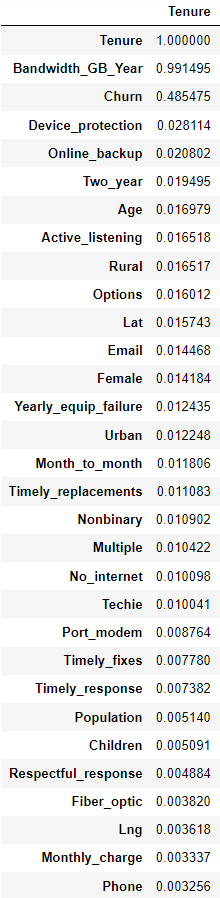 Tenure
Tenure 1.000000
Bandwidth_GB_Year 0.991495
Churn 0.485475
Device_protection 0.028114
Online_backup 0.020802
Two_year 0.019495
Age 0.016979
Active_listening 0.016518
Rural 0.016517
Options 0.016012
Lat 0.015743
Email 0.014468
Female 0.014184
Yearly_equip_failure 0.012435
Urban 0.012248
Month_to_month 0.011806
Timely_replacements 0.011083
Nonbinary 0.010902
Multiple 0.010422
No_internet 0.010098
Techie 0.010041
Port_modem 0.008764
Timely_fixes 0.007780
Timely_response 0.007382
Population 0.005140
Children 0.005091
Respectful_response 0.004884
Fiber_optic 0.003820
Lng 0.003618
Monthly_charge 0.003337
Phone 0.003256